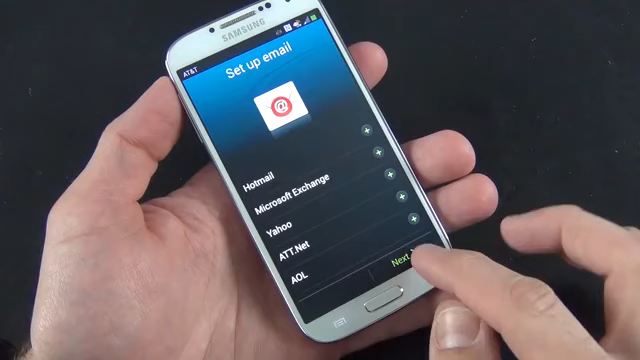 SAMSUNG
AT&T
Set up email
@
Hotmail
Microsoft Exchange
Yahoo
ATT.Net
AOL
Next